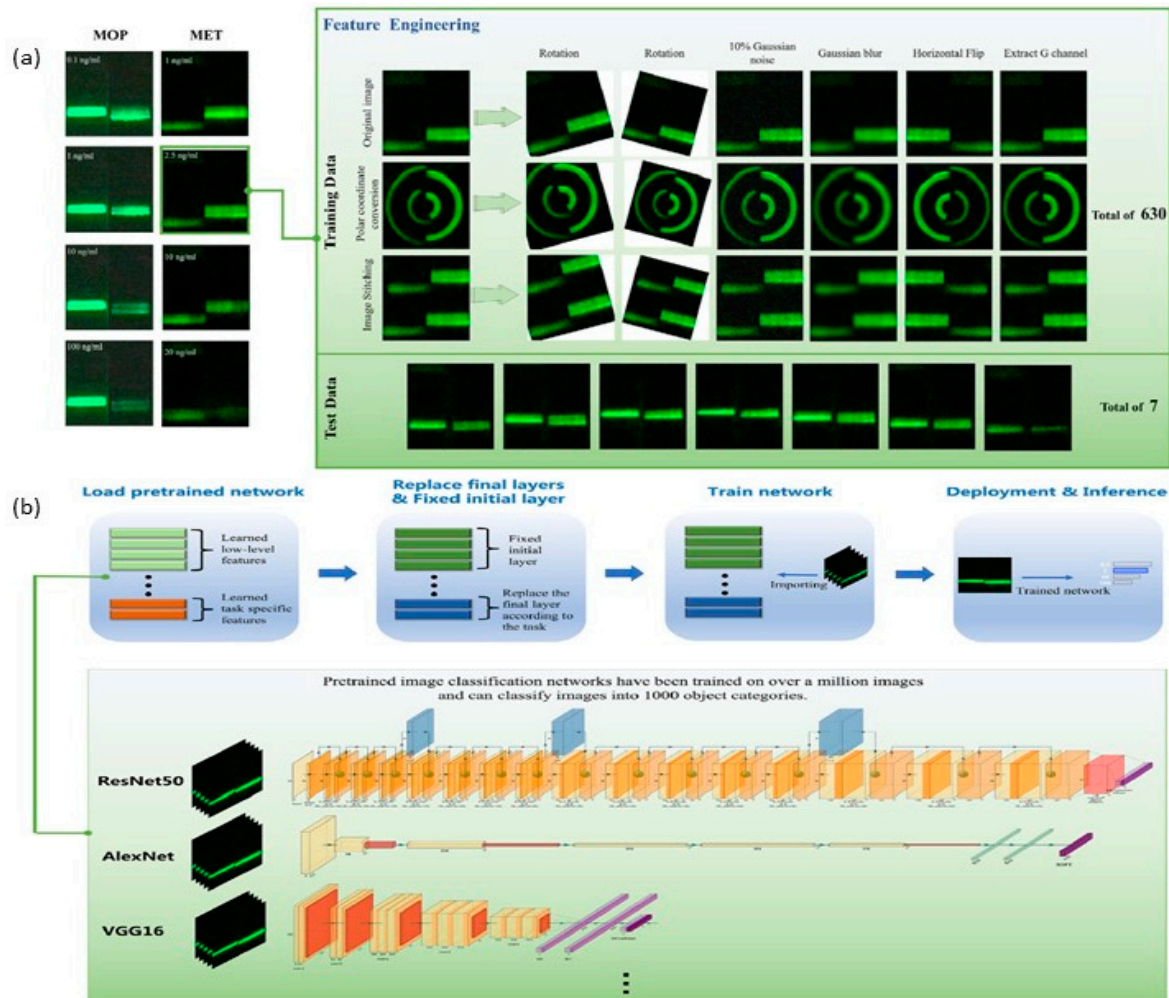 (a)
MOP
MET
0.1 ng/ml
1 ng/ml
1 ng/ml
2.5 ng/ml
10 ng/ml
10 ng/ml
100 ng/ml
20 ng/ml
Feature Engineering
Rotation
Rotation
10% Gaussian
noise
Gaussian blur
Horizontal Flip
Extract G channel
Training Data
Original image
Polar coordinate
conversion
Image Stitching
Total of 630
Test Data
Total of 7
(b)
Load pretrained network
Learned
low-level
features
Learned
task specific
features
Replace final layers
& Fixed initial layer
Fixed
initial
layer
Replace the
final layer
according to
the task
Train network
Importing
Deployment & Inference
Trained network
Pretrained image classification networks have been trained on over a million images
and can classify images into 1000 object categories.
ResNet50
AlexNet
VGG16